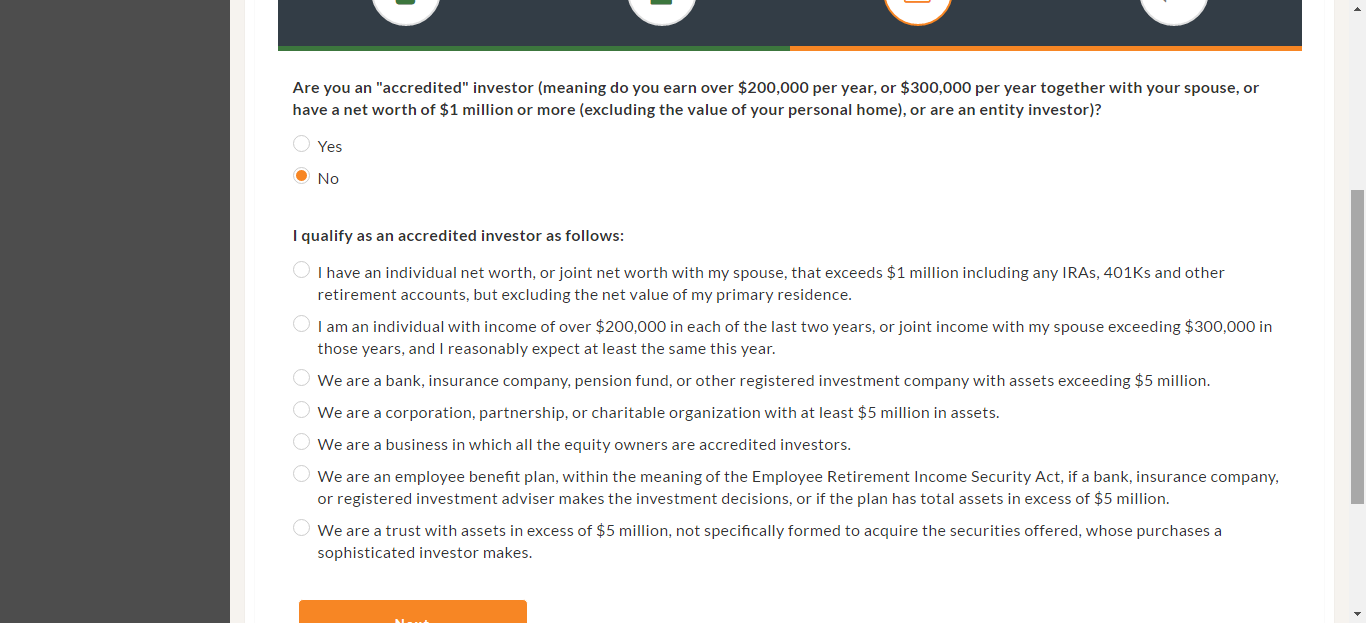 Are you an "accredited" investor (meaning do you earn over $200,000 per year, or $300,000 per year together with your spouse, or
have a net worth of $1 million or more (excluding the value of your personal home), or are an entity investor)?
Yes
No
I qualify as an accredited investor as follows:
I have an individual net worth, or joint net worth with my spouse, that exceeds $1 million including any IRAs, 401Ks and other
retirement accounts, but excluding the net value of my primary residence.
I am an individual with income of over $200,000 in each of the last two years, or joint income with my spouse exceeding $300,000 in
those years, and I reasonably expect at least the same this year.
We are a bank, insurance company, pension fund, or other registered investment company with assets exceeding $5 million.
We are a corporation, partnership, or charitable organization with at least $5 million in assets.
We are a business in which all the equity owners are accredited investors.
We are an employee benefit plan, within the meaning of the Employee Retirement Income Security Act, if a bank, insurance company,
or registered investment adviser makes the investment decisions, or if the plan has total assets in excess of $5 million.
We are a trust with assets in excess of $5 million, not specifically formed to acquire the securities offered, whose purchases a
sophisticated investor makes.
Next